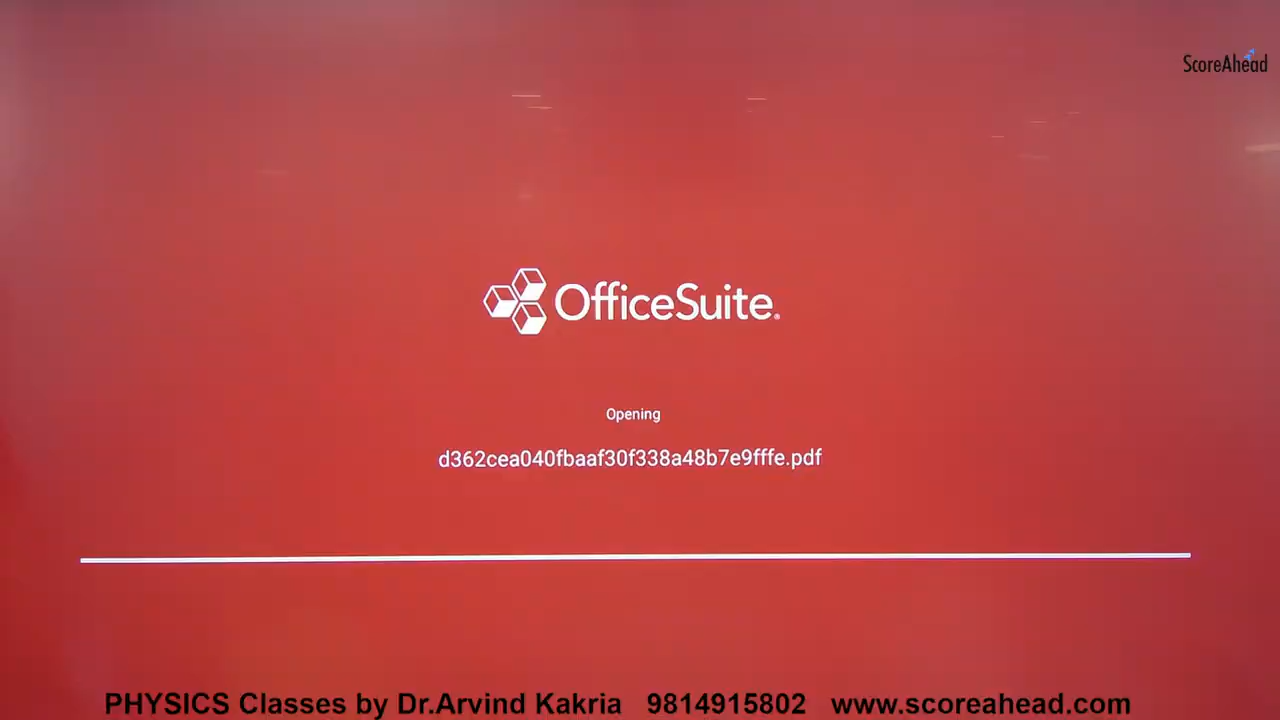 ScoreAhead
OfficeSuite
Opening
d362cea040fbaaf30f338a48b7e9fffe.pdf
PHYSICS Classes by Dr.Arvind Kakria 9814915802 www.scoreahead.com